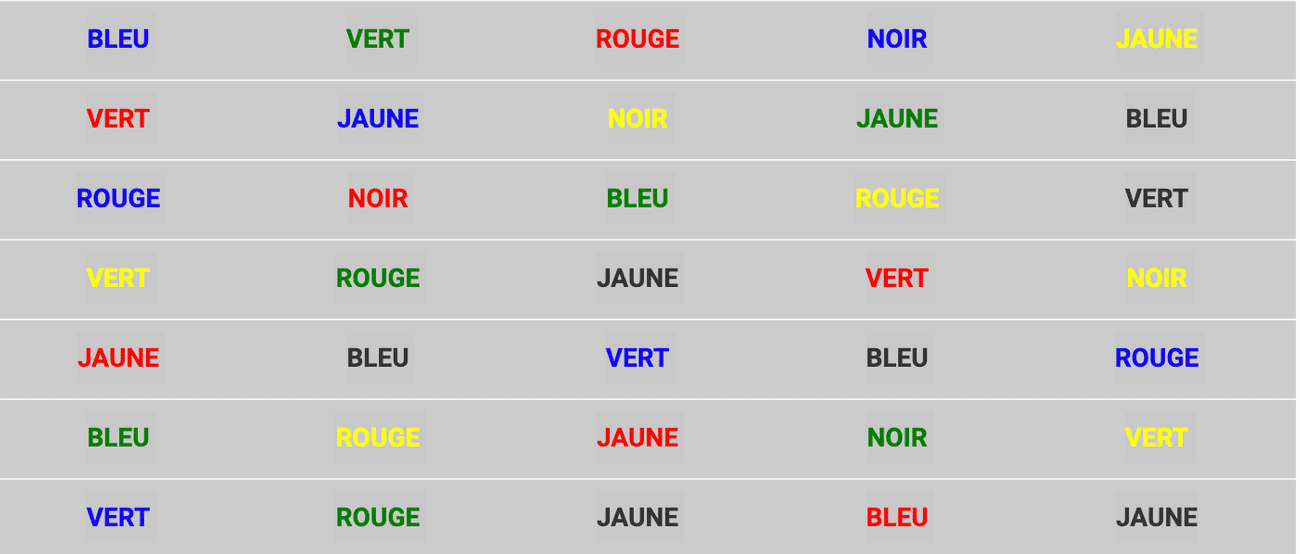 BLEU VERT ROUGE NOIR JAUNE
VERT JAUNE NOIR JAUNE BLEU
ROUGE NOIR BLEU ROUGE VERT
VERT ROUGE JAUNE VERT NOIR
JAUNE BLEU VERT BLEU ROUGE
BLEU ROUGE JAUNE NOIR VERT
VERT ROUGE JAUNE BLEU JAUNE